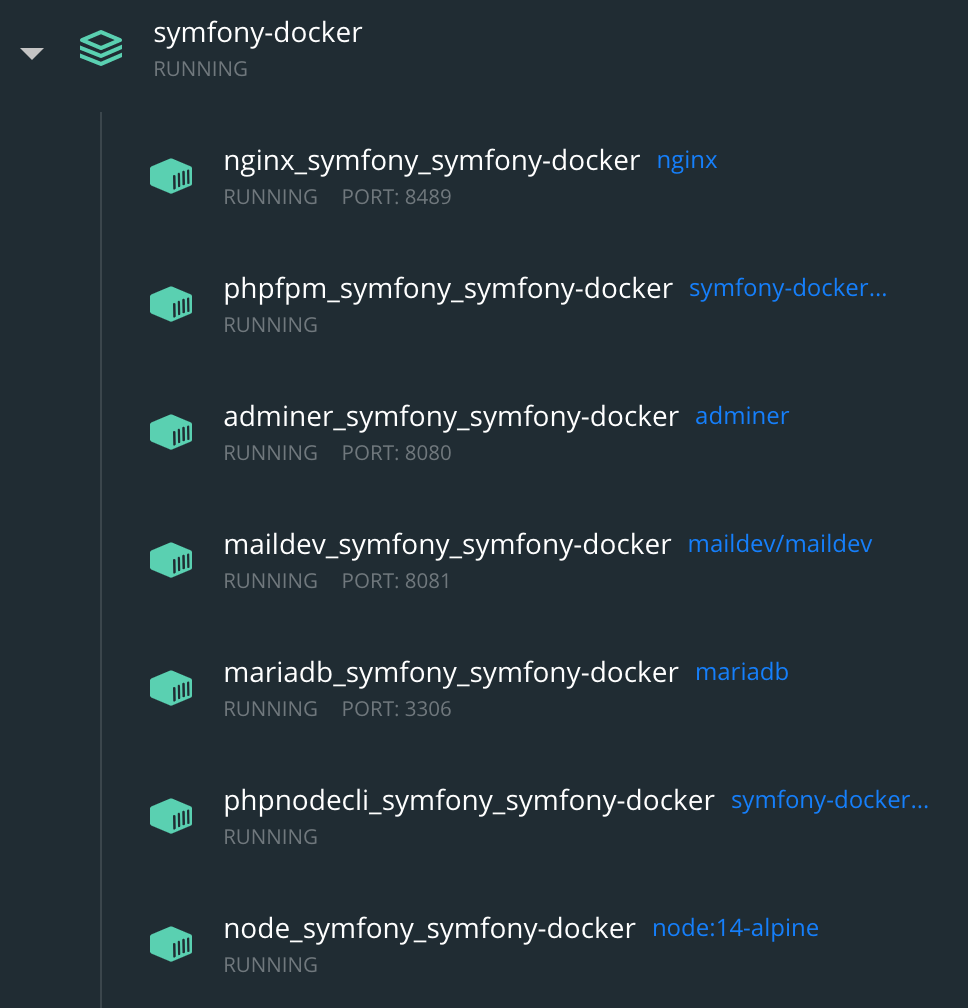 symfony-docker
RUNNING
nginx_symfony_symfony-docker nginx
RUNNING PORT: 8489
phpfpm_symfony_symfony-docker symfony-docker...
RUNNING
adminer_symfony_symfony-docker adminer
RUNNING PORT: 8080
maildev_symfony_symfony-docker maildev/maildev
RUNNING PORT: 8081
mariadb_symfony_symfony-docker mariadb
RUNNING PORT: 3306
phpnodecli_symfony_symfony-docker symfony-docker...
RUNNING
node_symfony_symfony-docker node:14-alpine
RUNNING